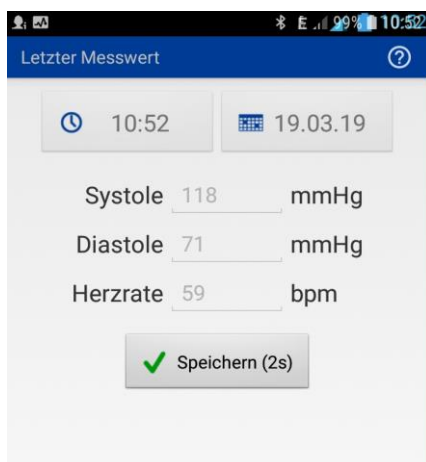 E 99% 10:52
Letzter Messwert
10:52 19.03.19
Systole 118 mmHg
Diastole 71 mmHg
Herzrate 59 bpm
Speichern (2s)